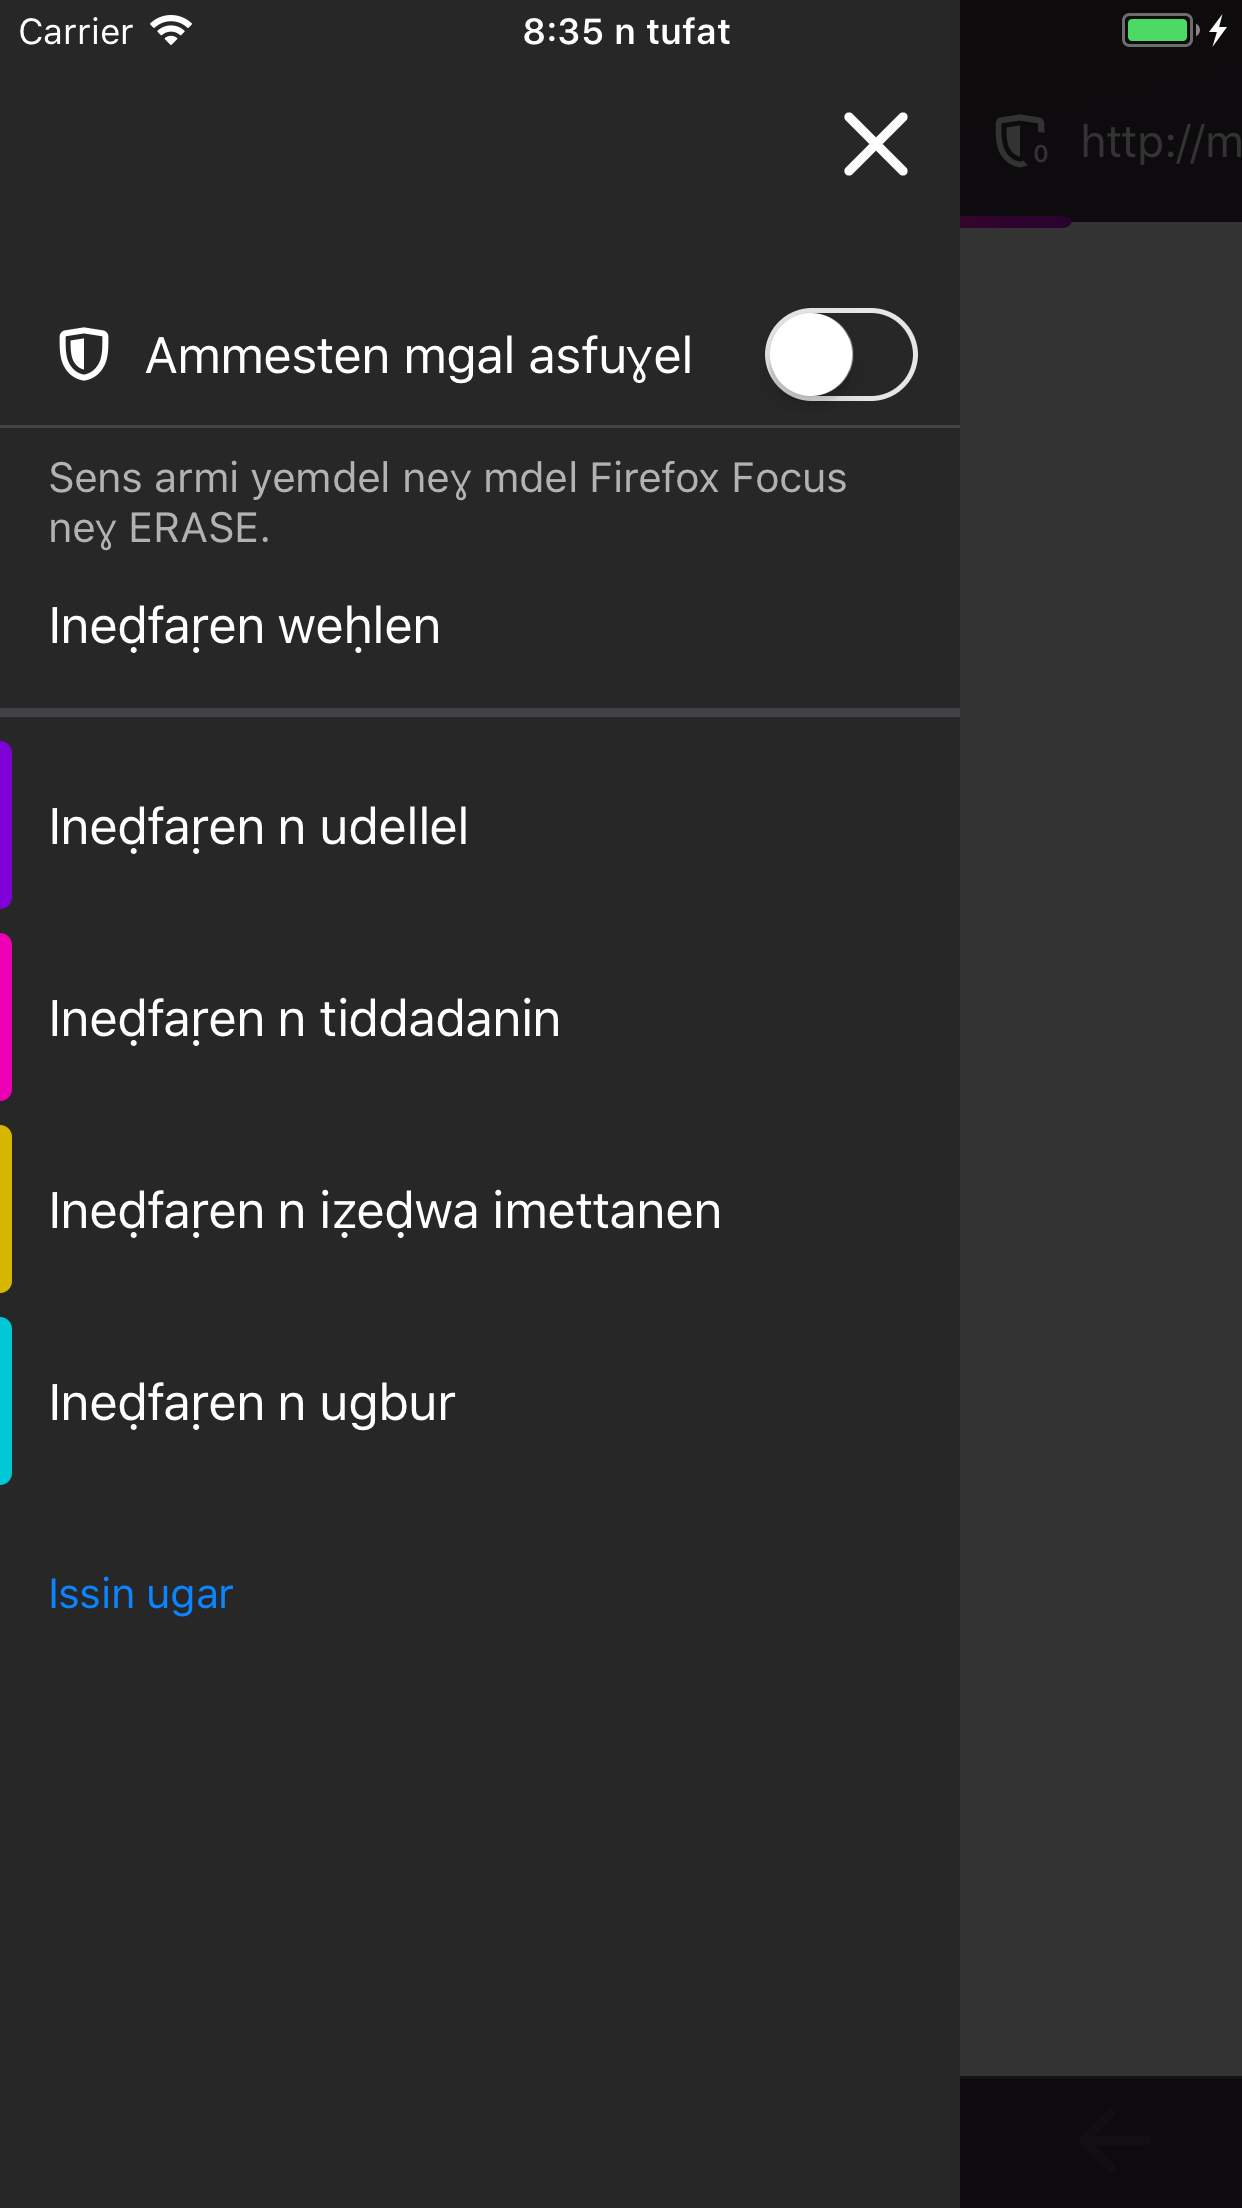 Carrier
8:35 n tufat
0
http://m
Ammesten mgal asfuɣel
Sens armi yemdel neɣ mdel Firefox Focus
neɣ ERASE.
Ineḍfaṛen weḥlen
Ineḍfaṛen n udellel
Ineḍfaṛen n tiddadanin
Ineḍfaṛen n iẓeḍwa imettanen
Ineḍfaṛen n ugbur
Issin ugar